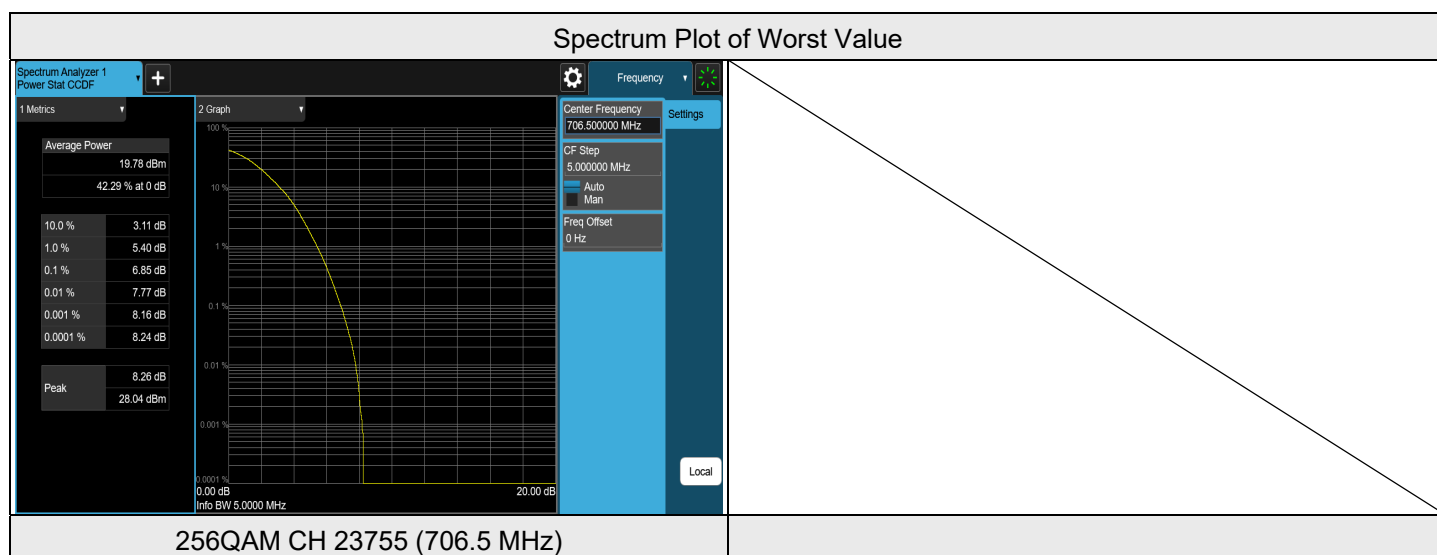 Spectrum Plot of Worst Value
Spectrum Analyzer 1
Power Stat CCDF
+
Frequency
1 Metrics
Average Power
19.78 dBm
42.29 % at 0 dB
10.0 % 3.11 dB
1.0 % 5.40 dB
0.1 % 6.85 dB
0.01 % 7.77 dB
0.001 % 8.16 dB
0.0001 % 8.24 dB
Peak
8.26 dB
28.04 dBm
2 Graph
100 %
10 %
1 %
0.1 %
0.01 %
0.001 %
0.0001 %
0.00 dB 20.00 dB
Info BW 5.0000 MHz
Center Frequency
706.500000 MHz
CF Step
5.000000 MHz
Auto
Man
Freq Offset
0 Hz
Settings
Local
256QAM CH 23755 (706.5 MHz)